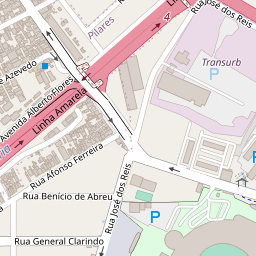 Rua José dos Reis
Pilares
4
Transurb
P
Azevedo
Avenida Alberto-Flores
Linha Amarela
Rua Afonso Ferreira
Rua Benício de Abreu
Rua José dos Reis
P
P
Rua General Clarindo